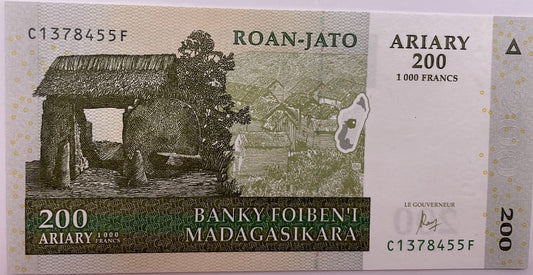 C1378455F
ROAN-JATO
ARIARY
200
1 000 FRANCS
LE GOUVERNEUR
200
ARIARY 1 000
FRANCS
BANKY FOIBEN'I
MADAGASIKARA
C1378455F
200